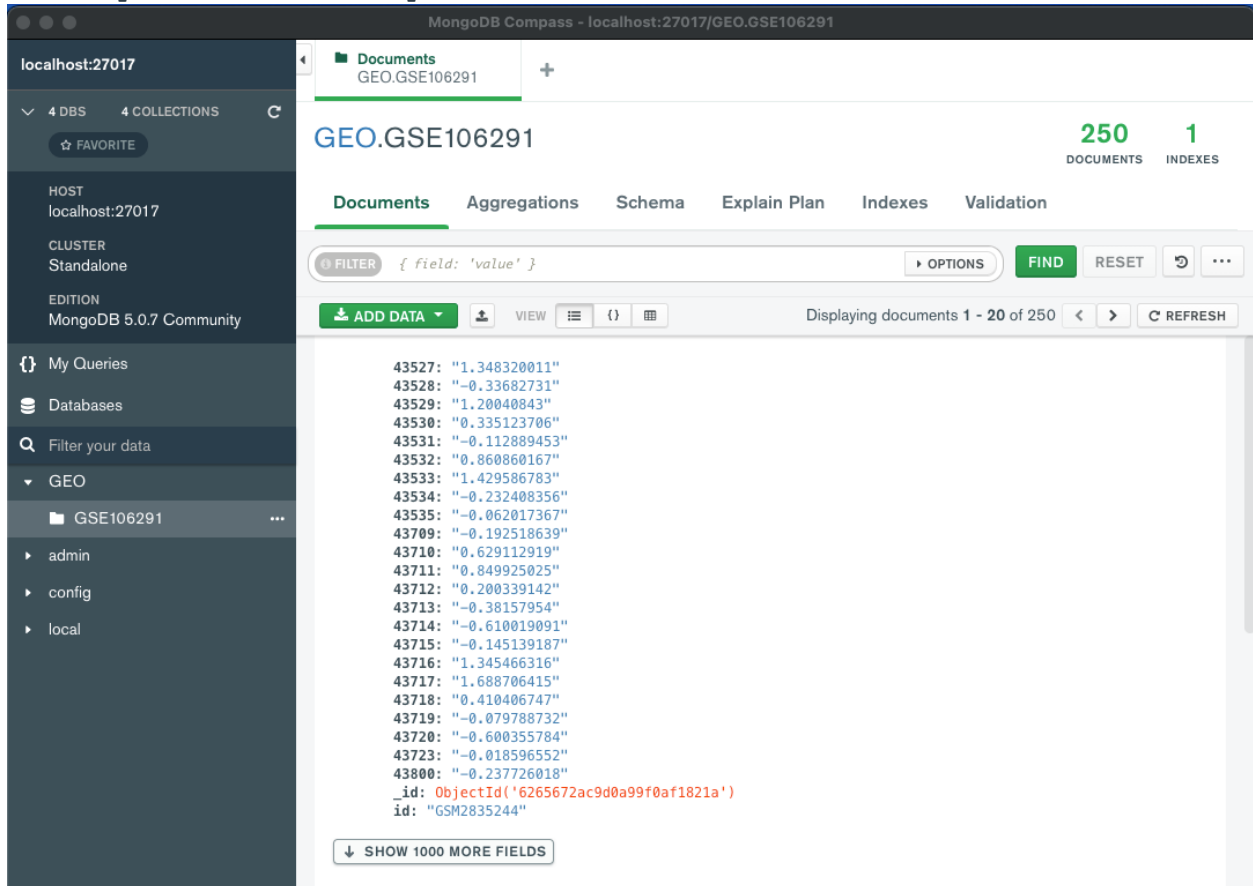 MongoDB Compass - localhost:27017/GEO.GSE106291
localhost:27017
4 DBS 4 COLLECTIONS
FAVORITE
HOST
localhost:27017
CLUSTER
Standalone
EDITION
MongoDB 5.0.7 Community
{} My Queries
Databases
Filter your data
GEO
GSE106291 ...
admin
config
local
Documents
GEO.GSE106291
+
GEO.GSE106291
250
DOCUMENTS
1
INDEXES
Documents Aggregations Schema Explain Plan Indexes Validation
FILTER { field: 'value' } OPTIONS FIND RESET ...
ADD DATA VIEW {} Displaying documents 1 - 20 of 250 < > REFRESH
43527: "1.348320011"
43528: "-0.33682731"
43529: "1.20040843"
43530: "0.335123706"
43531: "-0.112889453"
43532: "0.860860167"
43533: "1.429586783"
43534: "-0.232408356"
43535: "-0.062017367"
43709: "-0.192518639"
43710: "0.629112919"
43711: "0.849925025"
43712: "0.200339142"
43713: "-0.38157954"
43714: "-0.610019091"
43715: "-0.145139187"
43716: "1.345466316"
43717: "1.688706415"
43718: "0.410406747"
43719: "-0.079788732"
43720: "-0.600355784"
43723: "-0.018596552"
43800: "-0.237726018"
_id: ObjectId('6265672ac9d0a99f0af1821a')
id: "GSM2835244"
SHOW 1000 MORE FIELDS